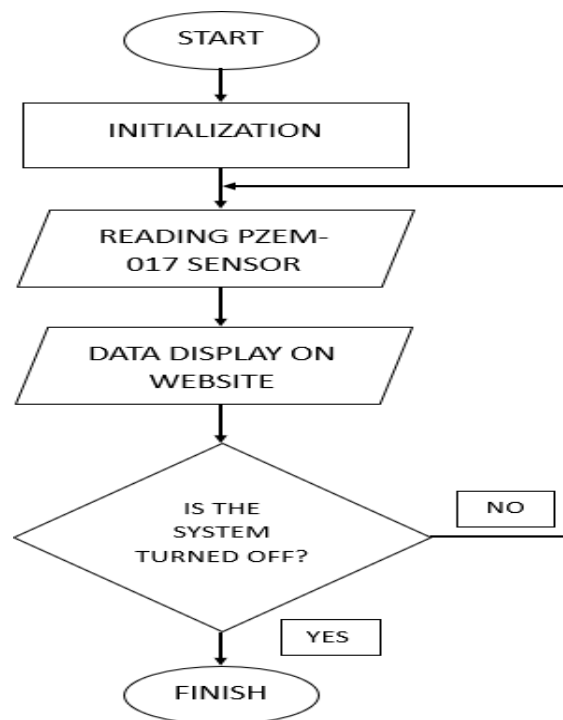 START
INITIALIZATION
READING PZEM-
017 SENSOR
DATA DISPLAY ON
WEBSITE
IS THE
SYSTEM
TURNED OFF?
NO
YES
FINISH